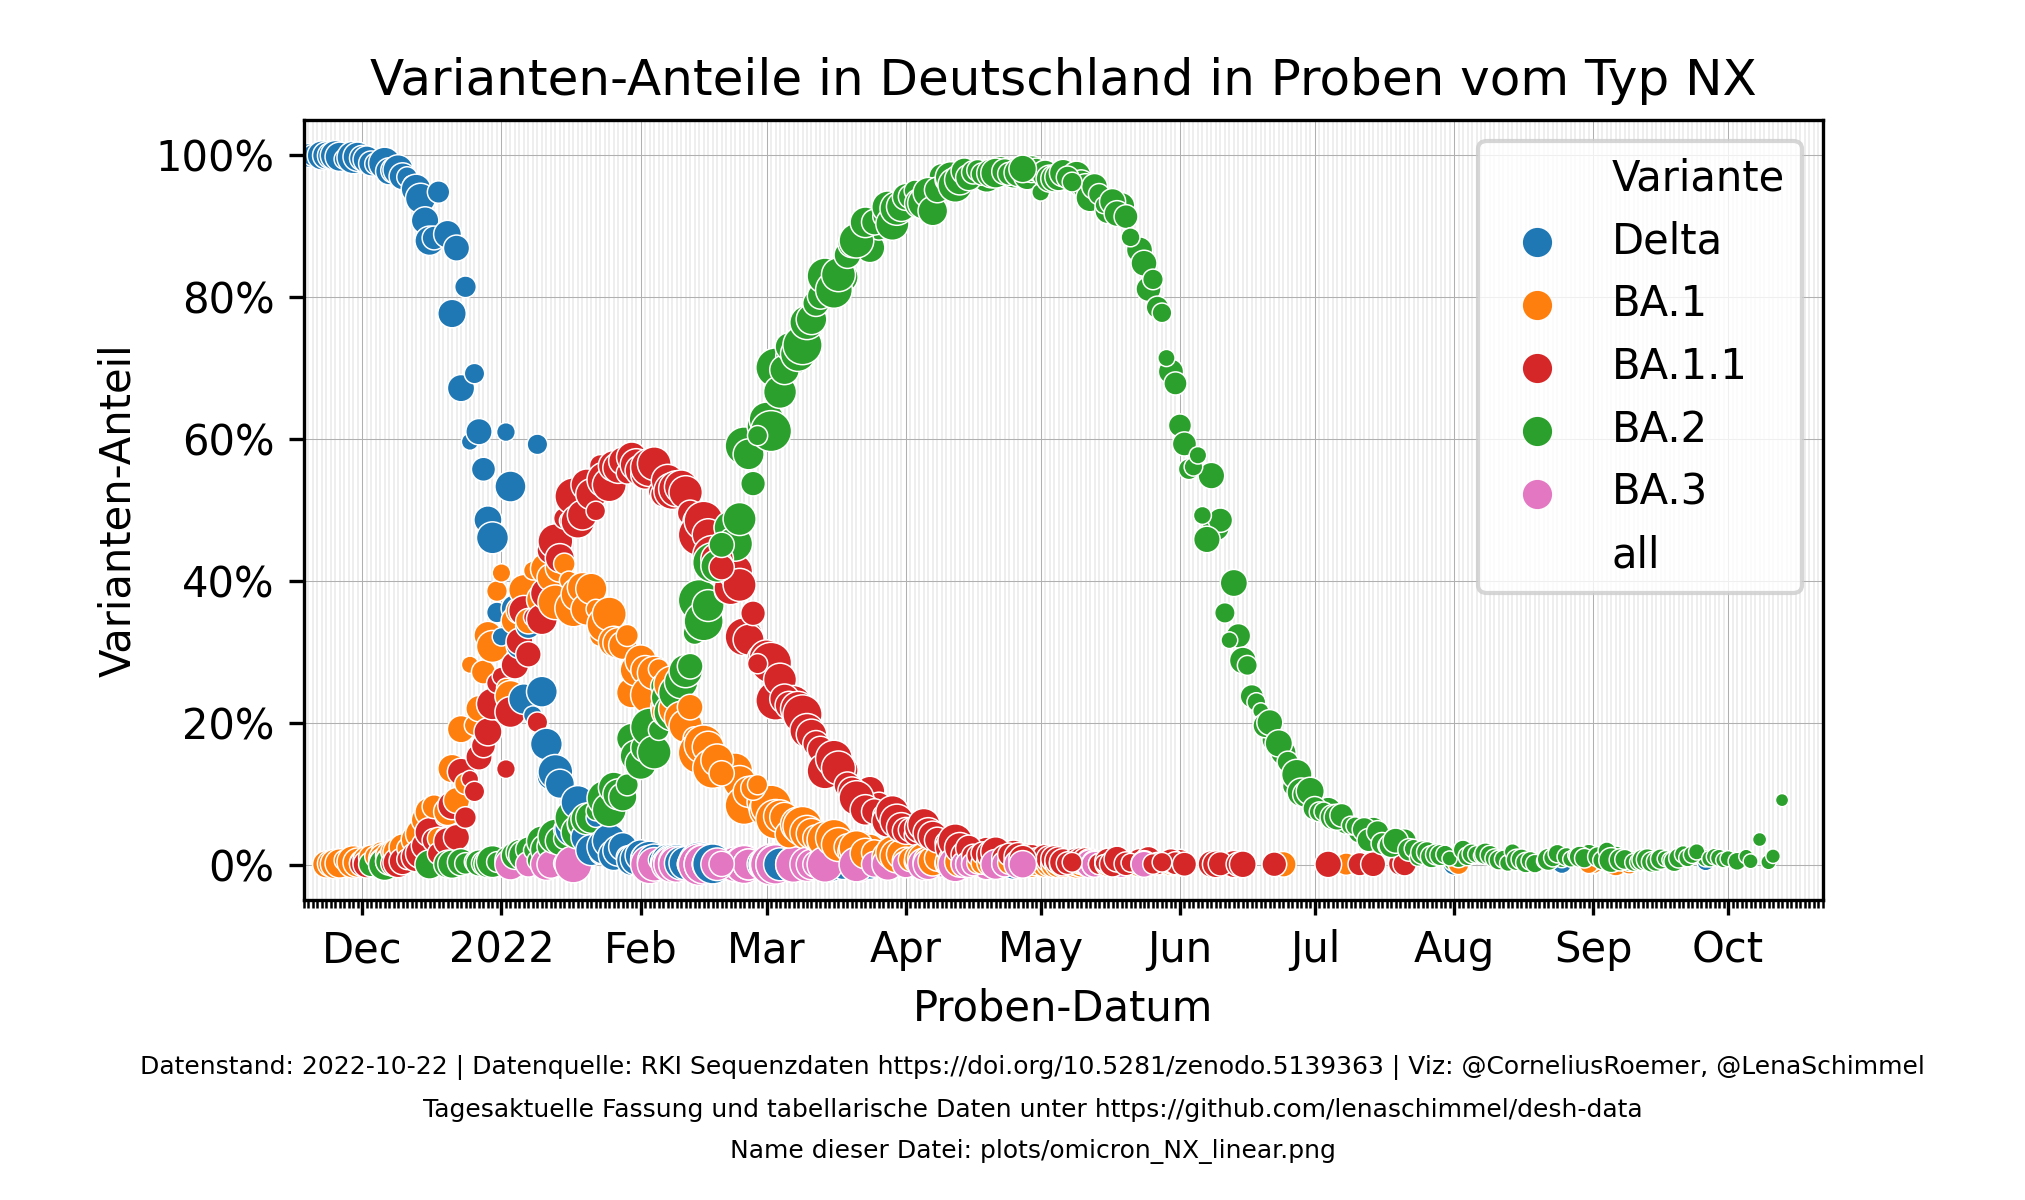 Varianten-Anteile in Deutschland in Proben vom Typ NX
Varianten-Anteil
100%
80%
60%
40%
20%
0%
Variante
Delta
BA.1
BA.1.1
BA.2
BA.3
all
Dec 2022 Feb Mar Apr May Jun Jul Aug Sep Oct
Proben-Datum
Datenstand: 2022-10-22 | Datenquelle: RKI Sequenzdaten https://doi.org/10.5281/zenodo.5139363 | Viz: @CorneliusRoemer, @LenaSchimmel
Tagesaktuelle Fassung und tabellarische Daten unter https://github.com/lenaschimmel/desh-data
Name dieser Datei: plots/omicron_NX_linear.png